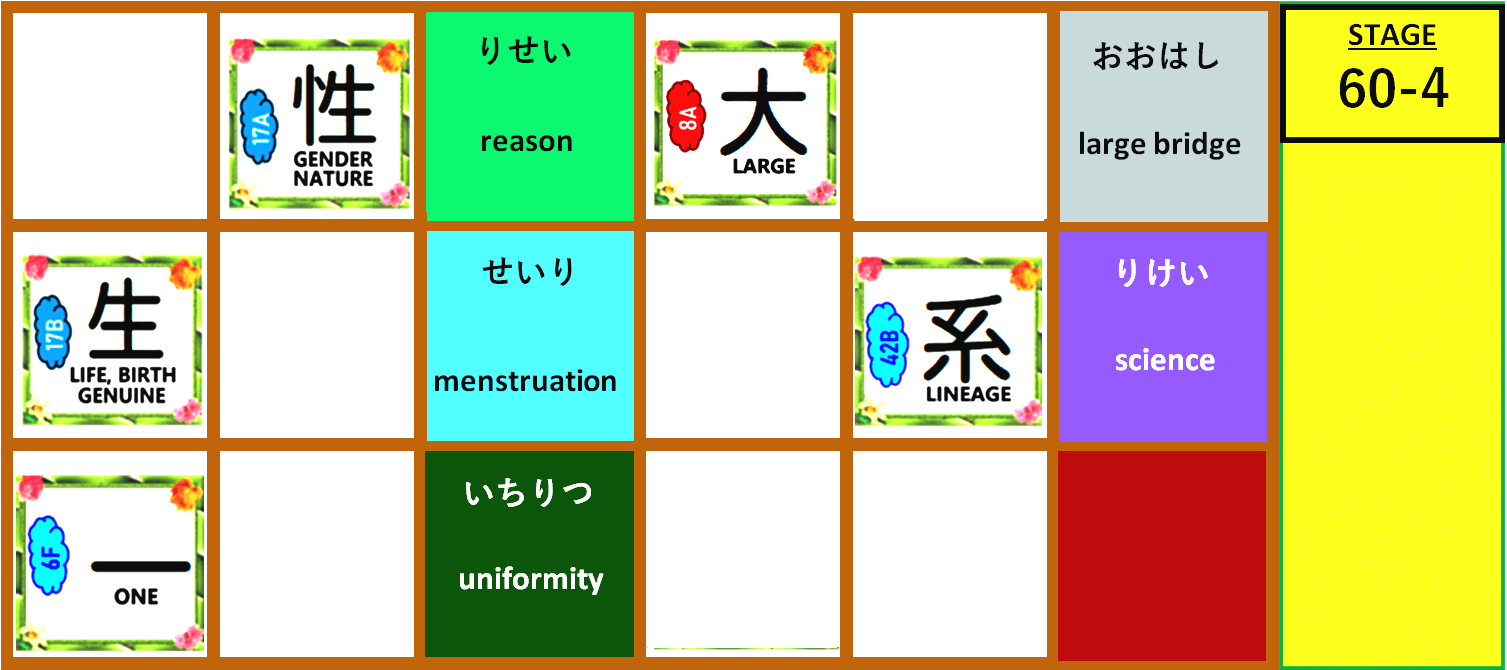 17A
性
GENDER
NATURE
りせい
reason
8A
大
LARGE
おおはし
large bridge
STAGE
60-4
17B
生
LIFE, BIRTH
GENUINE
せいり
menstruation
42B
系
LINEAGE
りけい
science
6F
一
ONE
いちりつ
uniformity